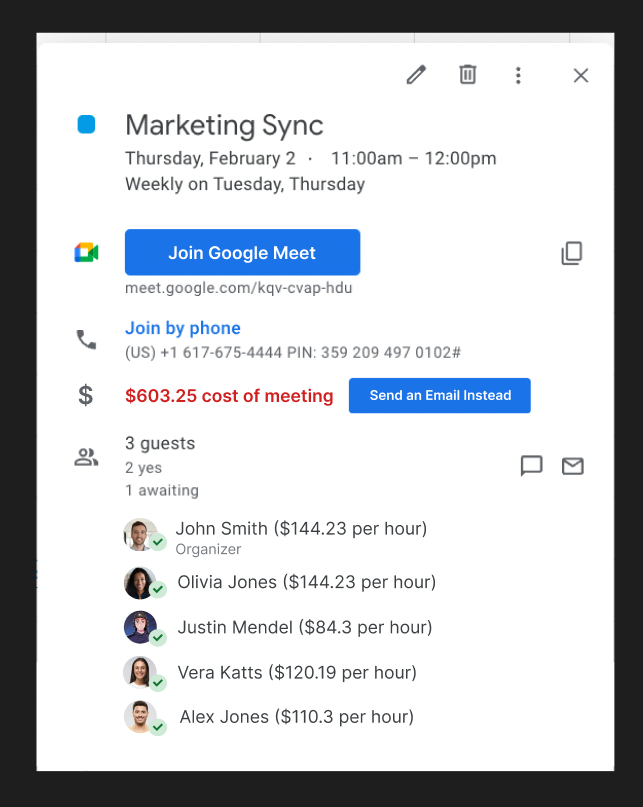 Marketing Sync
Thursday, February 2 · 11:00am – 12:00pm
Weekly on Tuesday, Thursday
Join Google Meet
meet.google.com/kqv-cvap-hdu
Join by phone
(US) +1 617-675-4444 PIN: 359 209 497 0102#
$ $603.25 cost of meeting Send an Email Instead
3 guests
2 yes
1 awaiting
John Smith ($144.23 per hour)
Organizer
Olivia Jones ($144.23 per hour)
Justin Mendel ($84.3 per hour)
Vera Katts ($120.19 per hour)
Alex Jones ($110.3 per hour)